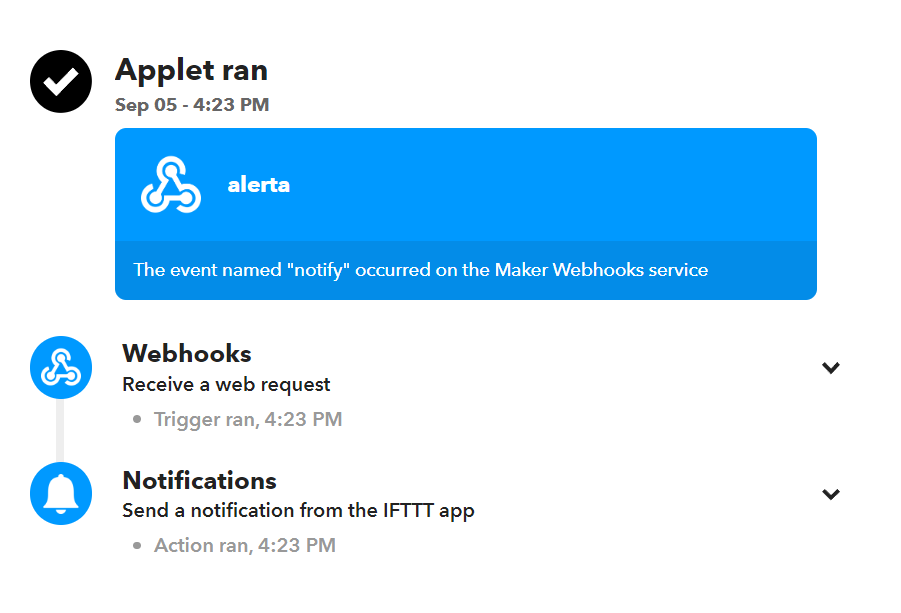 Applet ran
Sep 05 - 4:23 PM
alerta
The event named "notify" occurred on the Maker Webhooks service
Webhooks
Receive a web request
Trigger ran, 4:23 PM
Notifications
Send a notification from the IFTTT app
Action ran, 4:23 PM